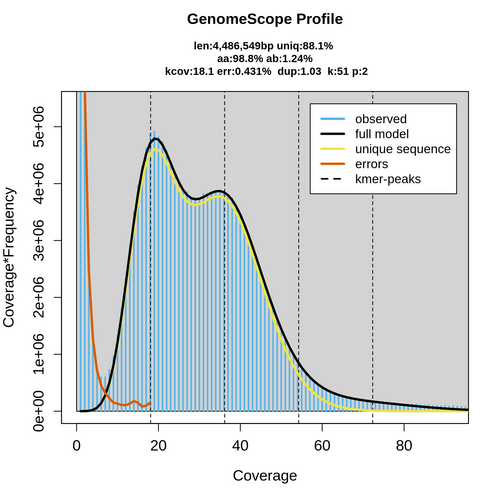 GenomeScope Profile
len:4,486,549bp uniq:88.1%
aa:98.8% ab:1.24%
kcov:18.1 err:0.431% dup:1.03 k:51 p:2
observed
full model
unique sequence
errors
kmer-peaks
Coverage*Frequency
5e+06
4e+06
3e+06
2e+06
1e+06
0e+00
0 20 40 60 80
Coverage